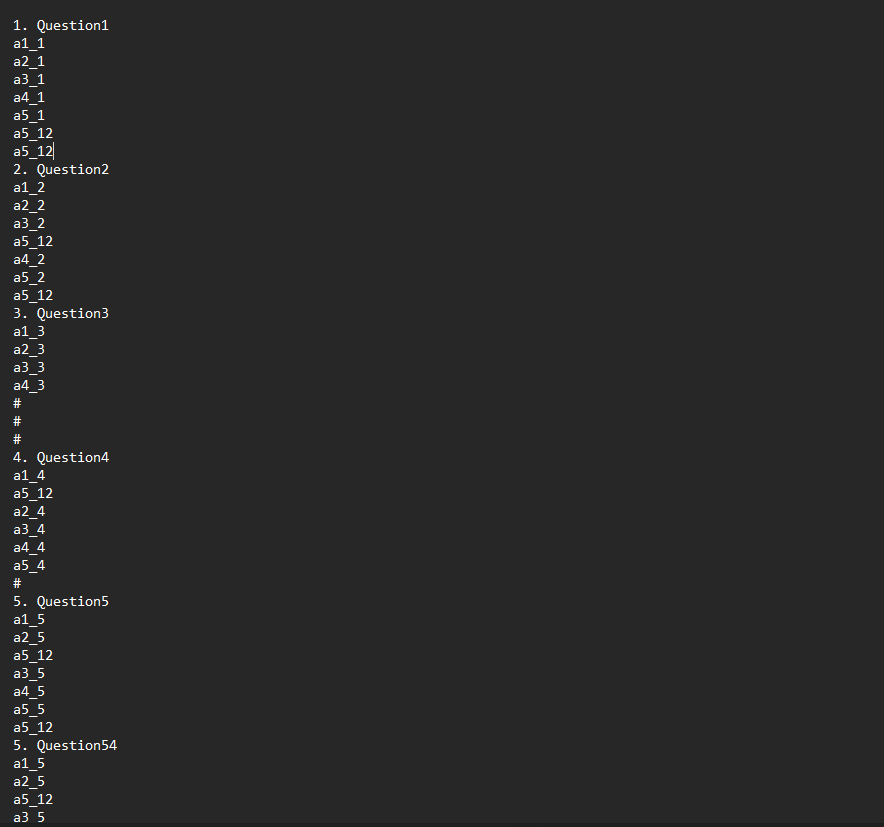 1. Question1
a1_1
a2_1
a3_1
a4_1
a5_1
a5_12
a5_12
2. Question2
a1_2
a2_2
a3_2
a5_12
a4_2
a5_2
a5_12
3. Question3
a1_3
a2_3
a3_3
a4_3
#
#
#
4. Question4
a1_4
a5_12
a2_4
a3_4
a4_4
a5_4
#
5. Question5
a1_5
a2_5
a5_12
a3_5
a4_5
a5_5
a5_12
5. Question54
a1_5
a2_5
a5_12
a3_5